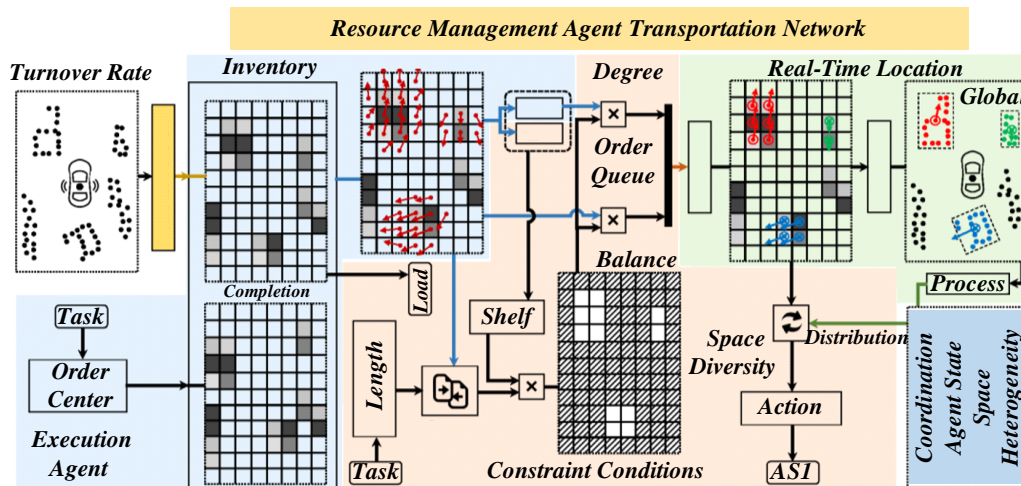 Resource Management Agent Transportation Network
Turnover Rate
Inventory
Degree
Real-Time Location
Global
Order
Queue
Completion
Load
Balance
Task
Order
Center
Execution
Agent
Length
Task
Shelf
Constraint Conditions
Space
Diversity
Distribution
Process
Action
AS1
Coordination
Agent State
Space
Heterogeneity